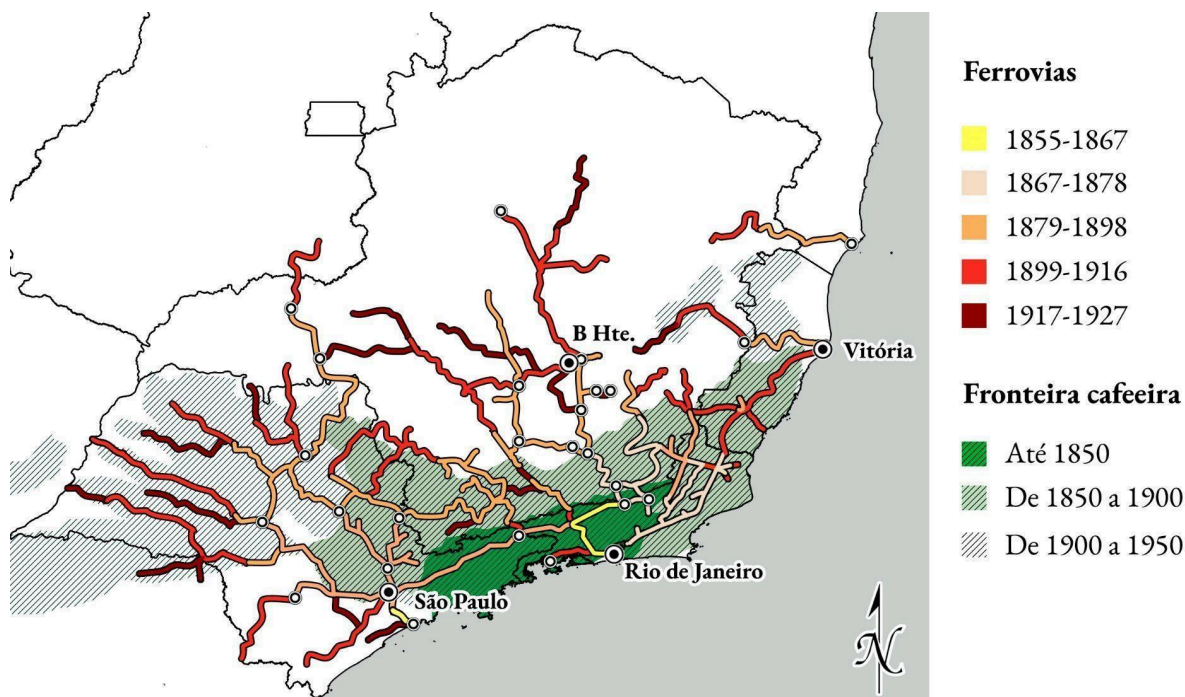 Ferrovias
1855-1867
1867-1878
1879-1898
1899-1916
1917-1927
Fronteira cafeeira
Até 1850
De 1850 a 1900
De 1900 a 1950
B Hte.
Vitória
Rio de Janeiro
São Paulo
N